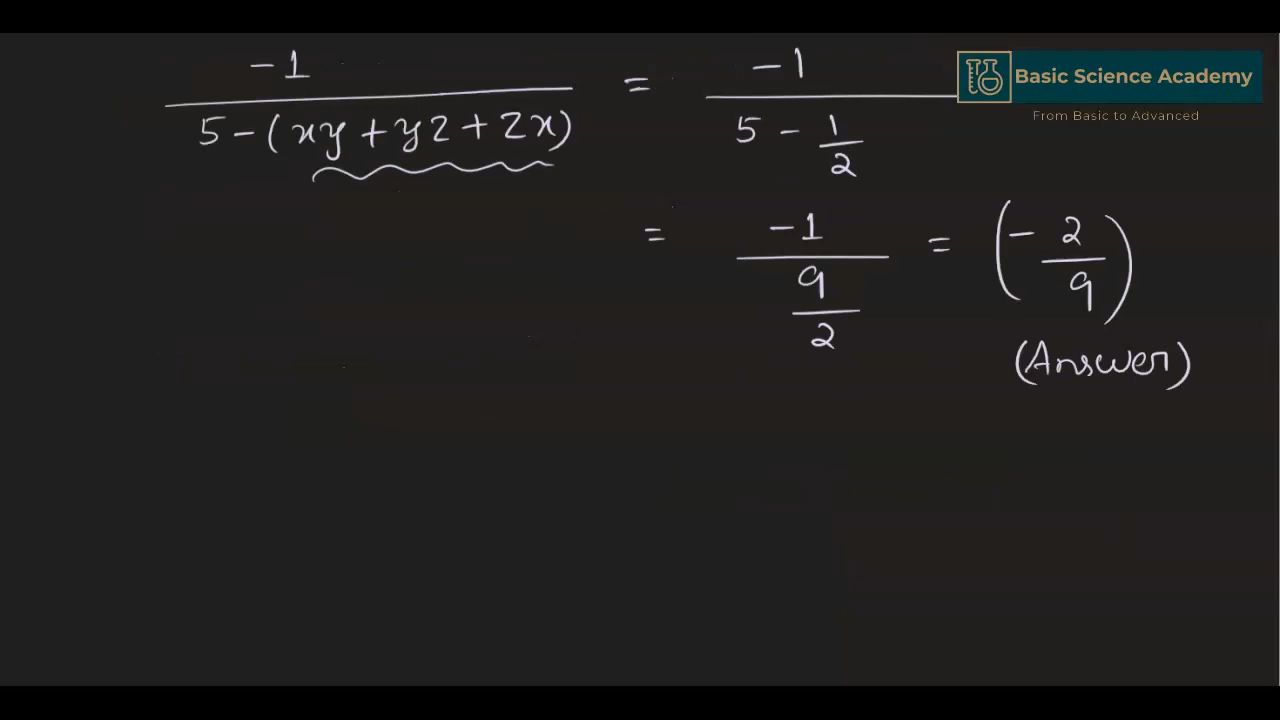 -1 / 5-(xy+yz+zx) = -1 / 5 - 1/2
Basic Science Academy
From Basic to Advanced
= -1 / 9/2 = (- 2/9)
(Answer)